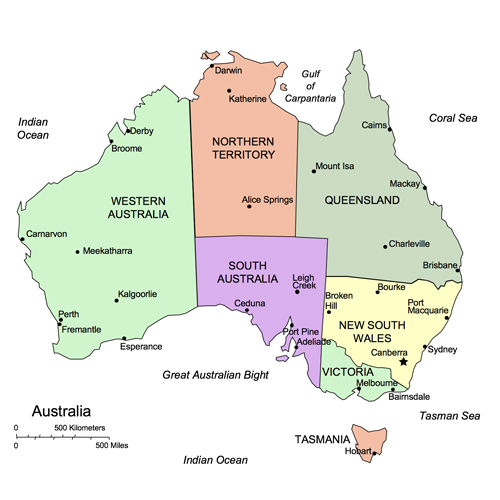 Darwin
Gulf
of
Carpantaria
Katherine
Indian
Ocean
Coral Sea
Derby
Cairns
Broome
NORTHERN
TERRITORY
Mount Isa
Mackay
WESTERN
AUSTRALIA
Alice Springs
QUEENSLAND
Carnarvon
Meekatharra
Charleville
SOUTH
AUSTRALIA
Brisbane
Leigh
Creek
Bourke
Kalgoorlie
Ceduna
Broken
Hill
Port
Macquarie
Perth
Fremantle
Port Pine
NEW SOUTH
WALES
Esperance
Adeliade
Canberra
Sydney
Great Australian Bight
VICTORIA
Melbourne
Bairnsdale
Tasman Sea
Australia
0 500 Kilometers
0 500 Miles
TASMANIA
Hobart
Indian Ocean